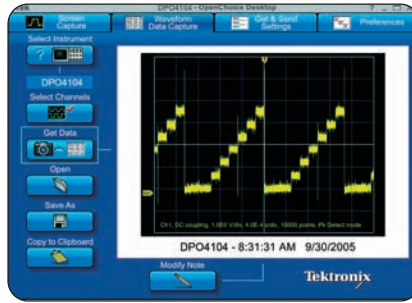 TEK
DPO4104 - OpenChoice Desktop
? _ □
Screen
Capture
Waveform
Data Capture
Get & Send
Settings
Preferences
Select Instrument
?
DPO4104
Select Channels
Get Data
Open
Save As
Copy to Clipboard
Ch1, DC coupling, 1.0E0 V/div, 4.0E-4 s/div, 10000 points, Pk Detect mode
DPO4104 - 8:31:31 AM 9/30/2005
Modify Note
Tektronix